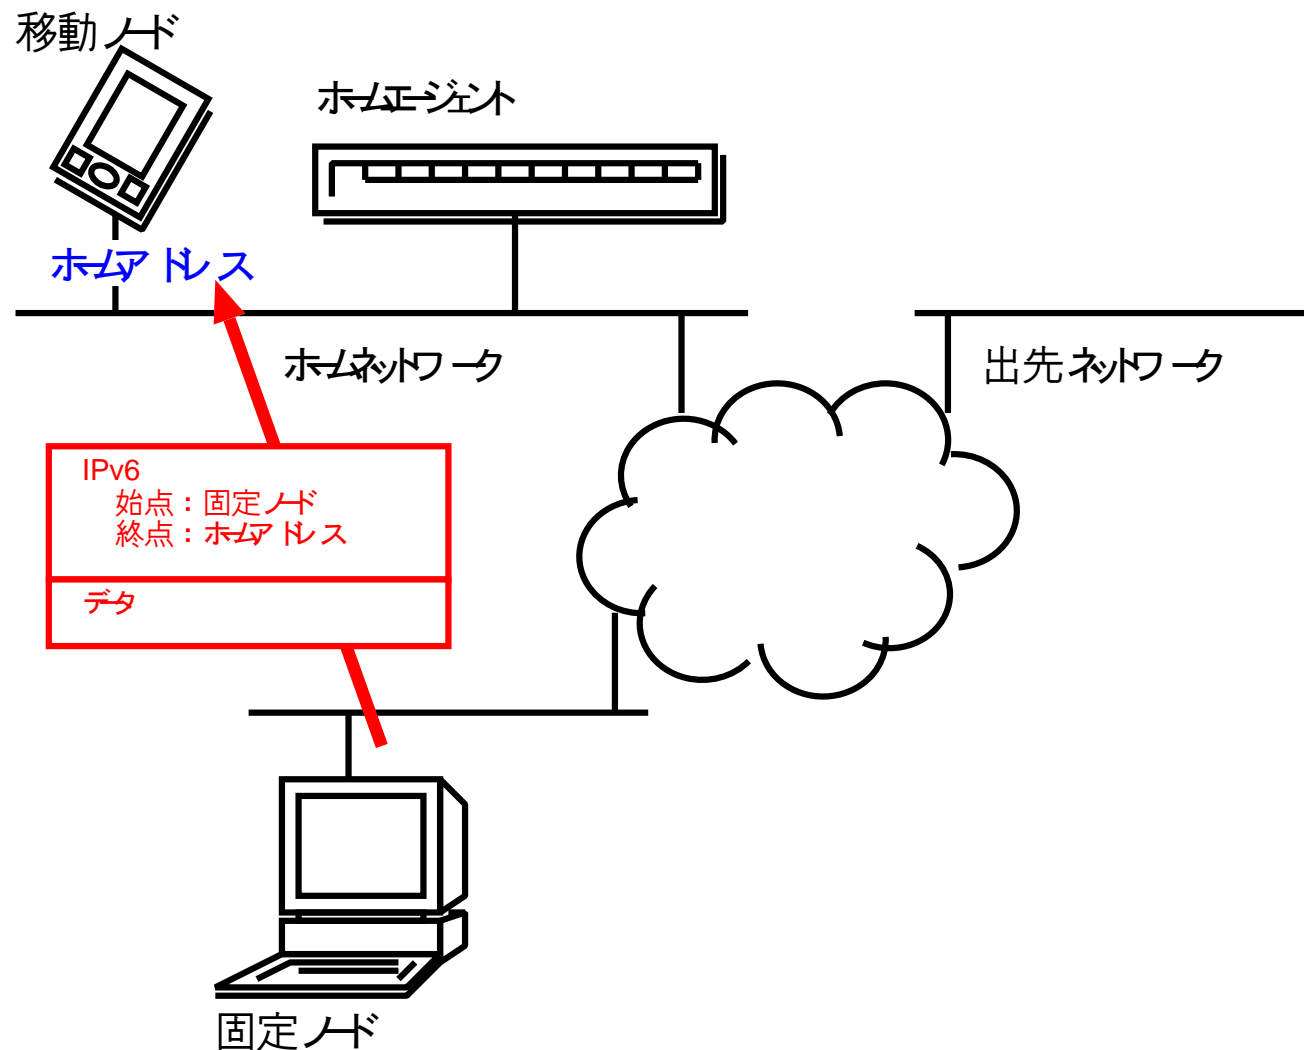 移動ノード
ホームエージェント
ホームアドレス
ホームネットワーク
出先ネットワーク
IPv6
始点：固定ノード
終点：ホームアドレス
データ
固定ノード